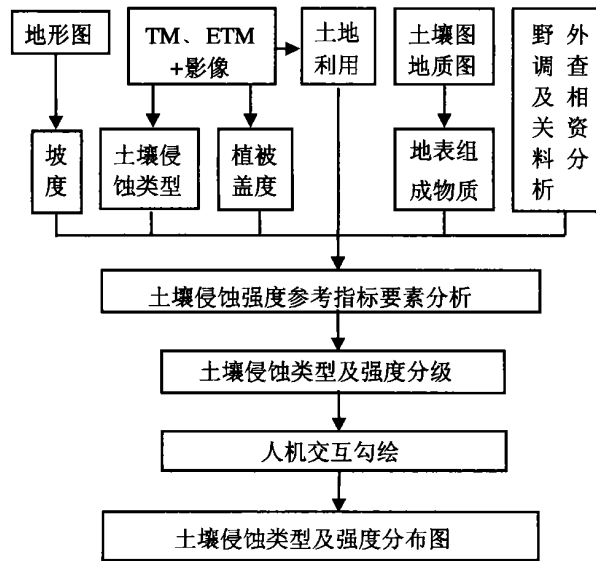 地形图
TM、ETM
+影像
土地
利用
土壤图
地质图
野外
调查
及相
关资
料分
析
坡
度
土壤侵
蚀类型
植被
盖度
地表组
成物质
土壤侵蚀强度参考指标要素分析
土壤侵蚀类型及强度分级
人机交互勾绘
土壤侵蚀类型及强度分布图